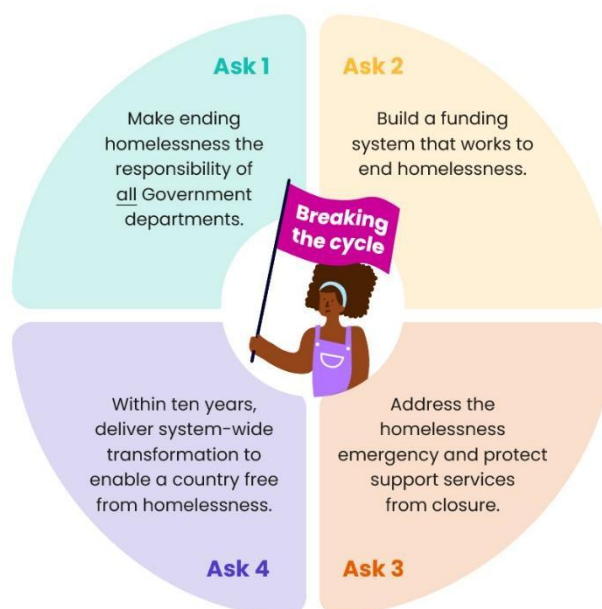 Ask 1
Make ending
homelessness the
responsibility of
all Government
departments.
Ask 2
Build a funding
system that works to
end homelessness.
Breaking
the cycle
Within ten years,
deliver system-wide
transformation to
enable a country free
from homelessness.
Ask 4
Address the
homelessness
emergency and protect
support services
from closure.
Ask 3